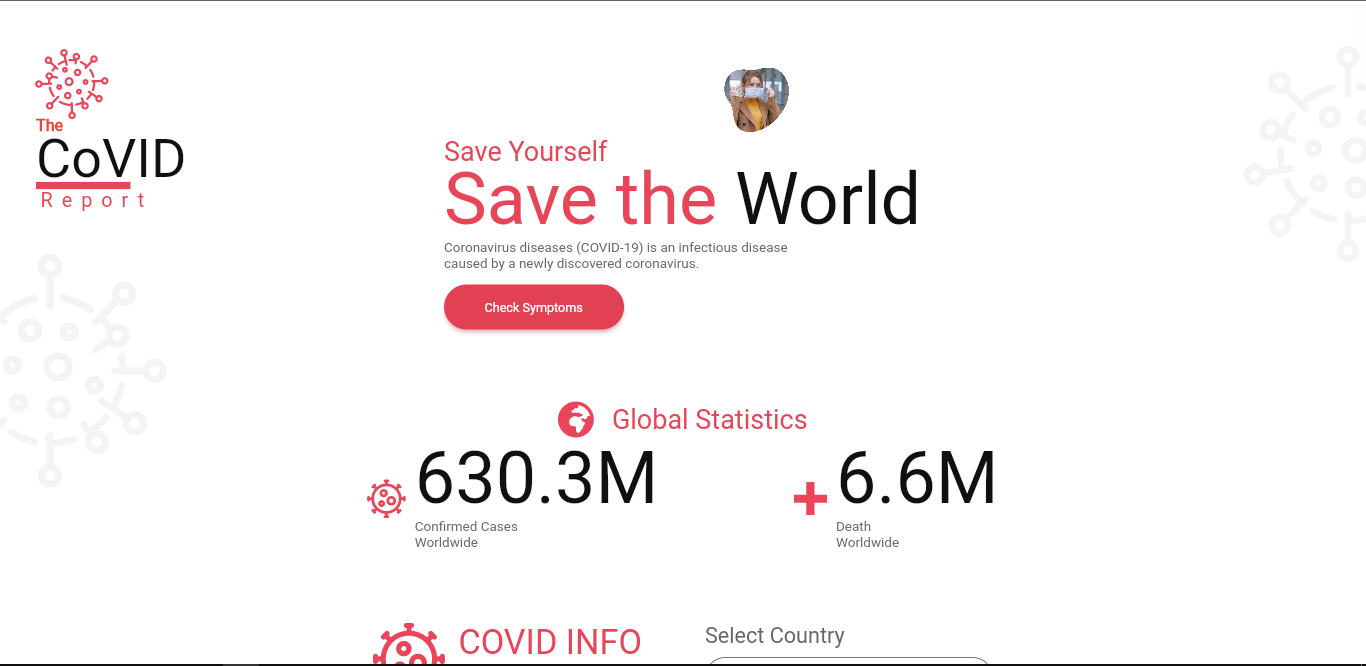 The
CoVID
Report
Save Yourself
Save the World
Coronavirus diseases (COVID-19) is an infectious disease
caused by a newly discovered coronavirus.
Check Symptoms
Global Statistics
630.3M
Confirmed Cases
Worldwide
6.6M
Death
Worldwide
COVID INFO
Select Country